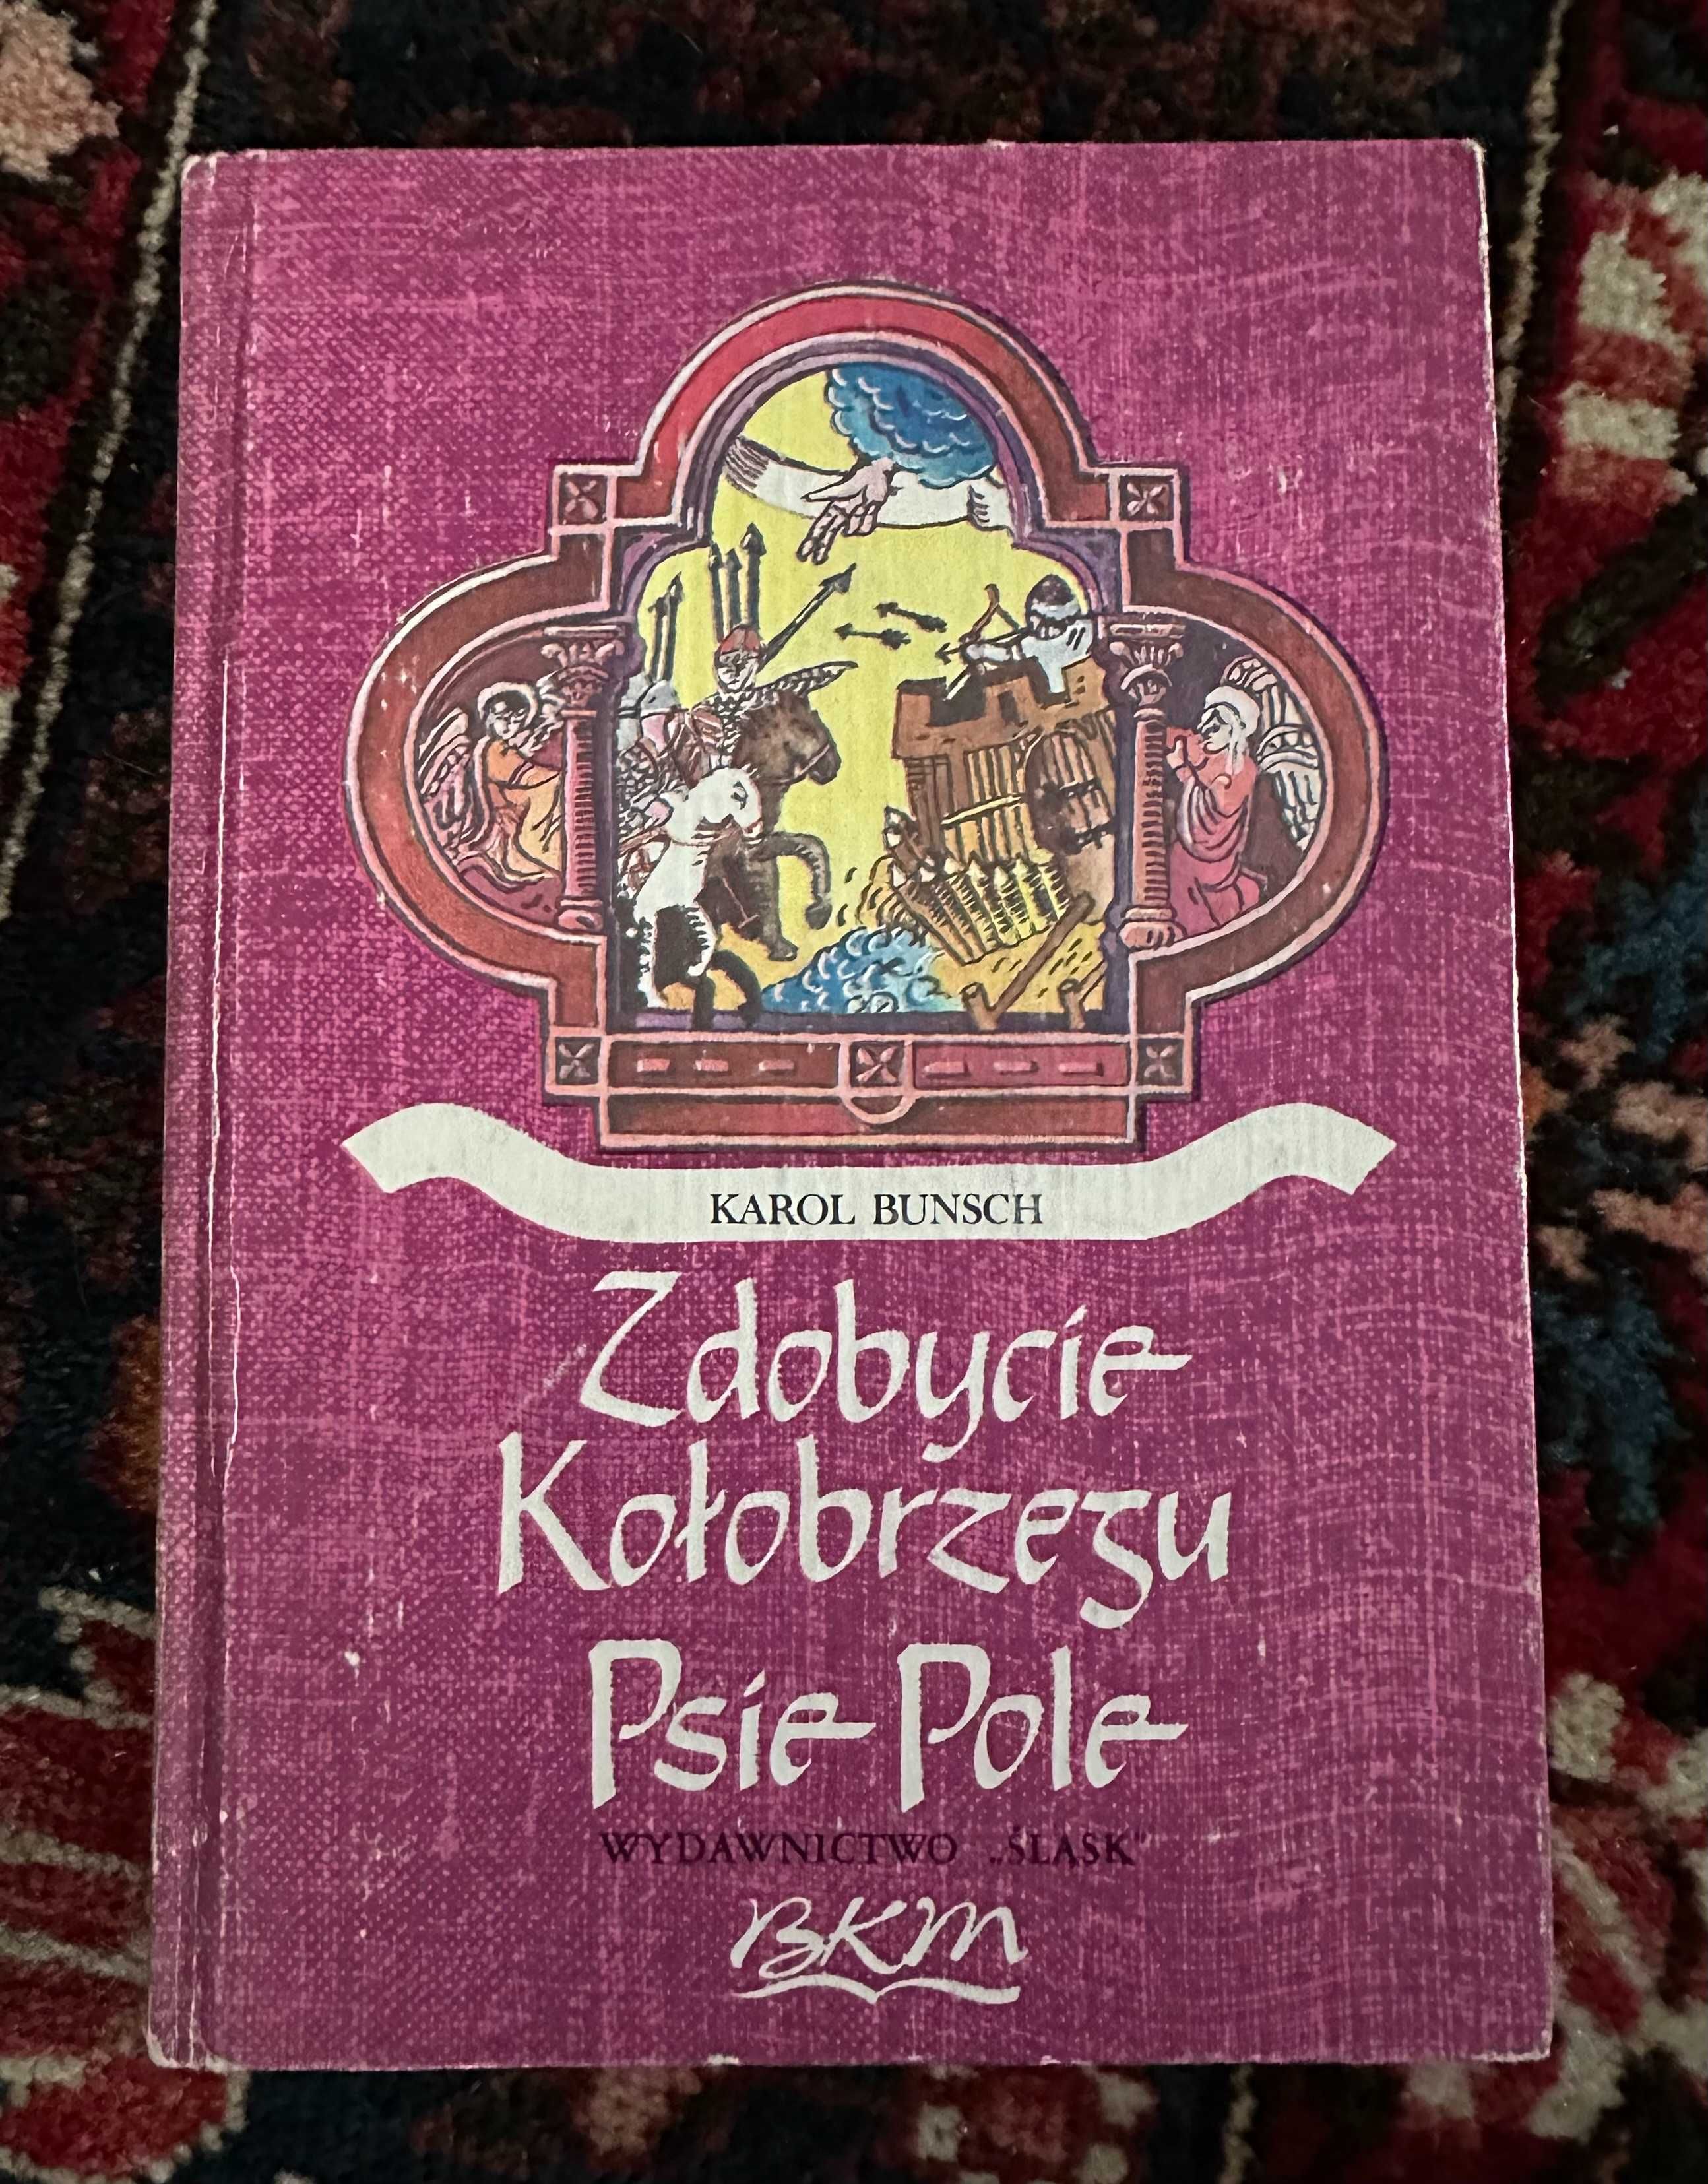 KAROL BUNSCH
Zdobycie
Kołobrzegu
Psie Pole
WYDAWNICTWO „ŚLĄSK"
BKM